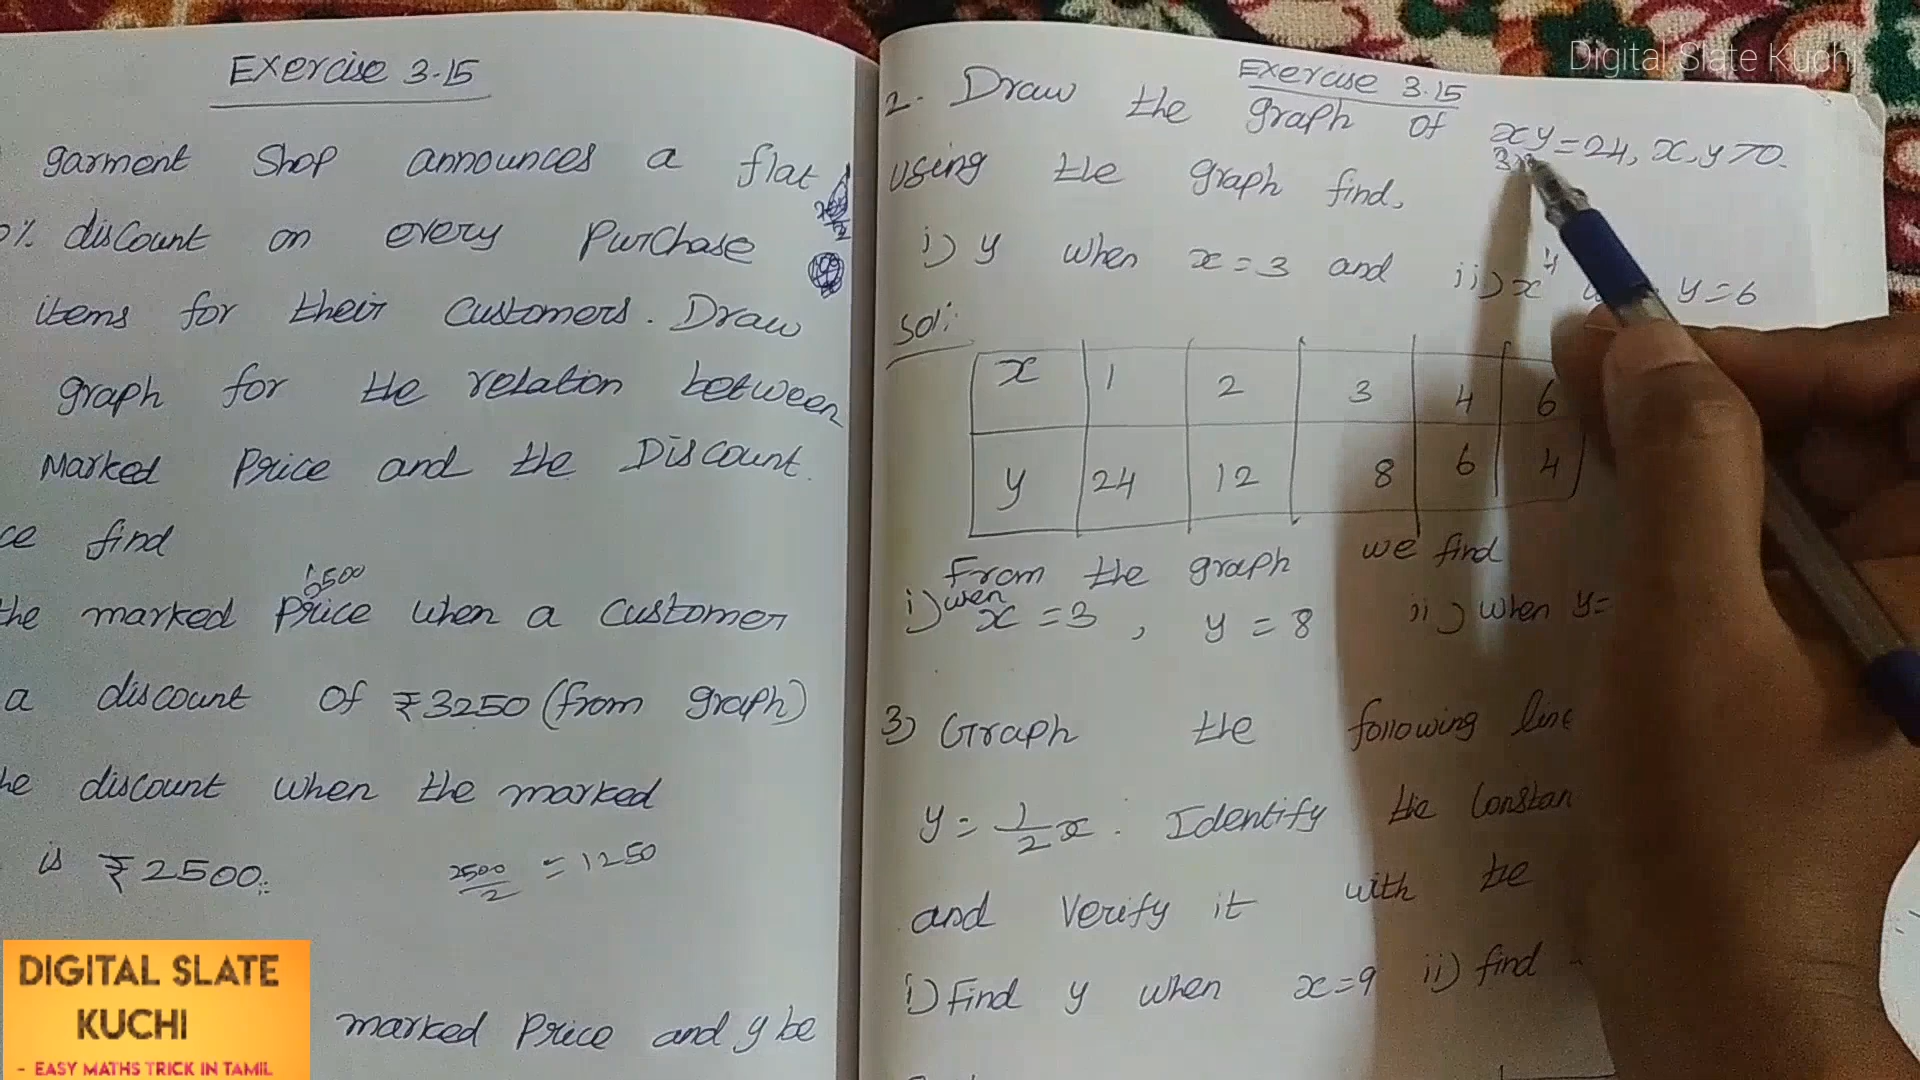 Exercise 3.15
garment Shop announces a flat
% discount on every Purchase
items for their Customers. Draw
graph for the relation between
Marked Price and the Discount.
ce find
1500
the marked Price when a Customer
a discount of ₹3250 (from graph)
he discount when the marked
is ₹2500.
2500/2 = 1250
marked Price and y be
DIGITAL SLATE
KUCHI
- EASY MATHS TRICK IN TAMIL
Digital Slate Kuchi
Exercise 3.15
2. Draw the graph of xy = 24, x, y > 0.
Using the graph find,
i) y when x = 3 and ii) x y = 6
Sol:
x 1 2 3 4 6
y 24 12 8 6 4
From the graph we find
i) wen x = 3, y = 8 ii) when y =
3) Graph the following line
y = 1/2 x. Identify the Constan
and Verify it with the
i) Find y when x = 9 ii) find